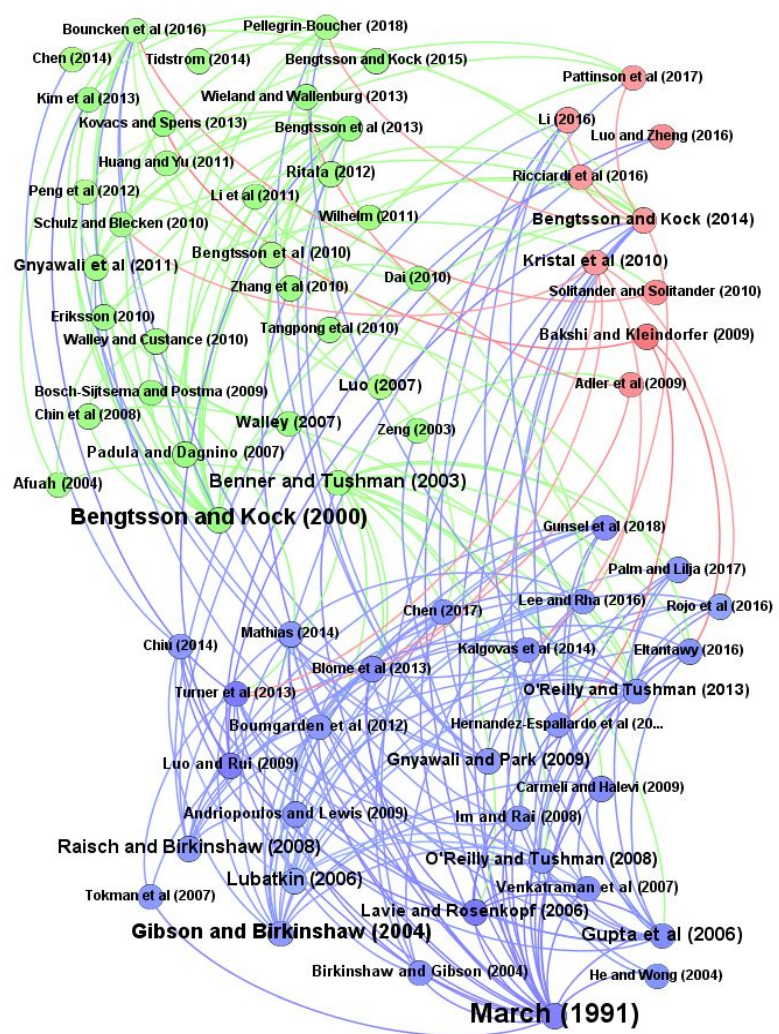 Bouncken et al (2016)
Pellegrin-Boucher (2018)
Chen (2014)
Tidstrom (2014)
Bengtsson and Kock (2015)
Pattinson et al (2017)
Kim et al (2013)
Wieland and Wallenburg (2013)
Kovacs and Spens (2013)
Bengtsson et al (2013)
Li (2016)
Luo and Zheng (2016)
Huang and Yu (2011)
Ritala (2012)
Ricciardi et al (2016)
Peng et al (2012)
Li et al (2011)
Schulz and Blecken (2010)
Wilhelm (2011)
Bengtsson and Kock (2014)
Gnyawali et al (2011)
Bengtsson et al (2010)
Kristal et al (2010)
Zhang et al (2010)
Dai (2010)
Solitander and Solitander (2010)
Eriksson (2010)
Walley and Custance (2010)
Tangpong etal (2010)
Bakshi and Kleindorfer (2009)
Bosch-Sijtsema and Postma (2009)
Luo (2007)
Adler et al (2009)
Chin et al (2008)
Walley (2007)
Zeng (2003)
Padula and Dagnino (2007)
Afuah (2004)
Benner and Tushman (2003)
Bengtsson and Kock (2000)
Gunsel et al (2018)
Palm and Lilja (2017)
Chen (2017)
Lee and Rha (2016)
Rojo et al (2016)
Chiu (2014)
Mathias (2014)
Kalgovas et al (2014)
Eltantawy (2016)
Blome et al (2013)
Turner et al (2013)
O'Reilly and Tushman (2013)
Boumgarden et al (2012)
Hernandez-Espallardo et al (20...
Luo and Rui (2009)
Gnyawali and Park (2009)
Carmeli and Halevi (2009)
Andriopoulos and Lewis (2009)
Im and Rai (2008)
Raisch and Birkinshaw (2008)
O'Reilly and Tushman (2008)
Lubatkin (2006)
Venkatraman et al (2007)
Tokman et al (2007)
Lavie and Rosenkopf (2006)
Gibson and Birkinshaw (2004)
Gupta et al (2006)
Birkinshaw and Gibson (2004)
He and Wong (2004)
March (1991)